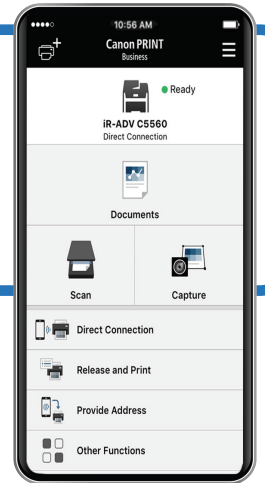 10:56 AM
Canon PRINT
Business
Ready
iR-ADV C5560
Direct Connection
Documents
Scan
Capture
Direct Connection
Release and Print
Provide Address
Other Functions